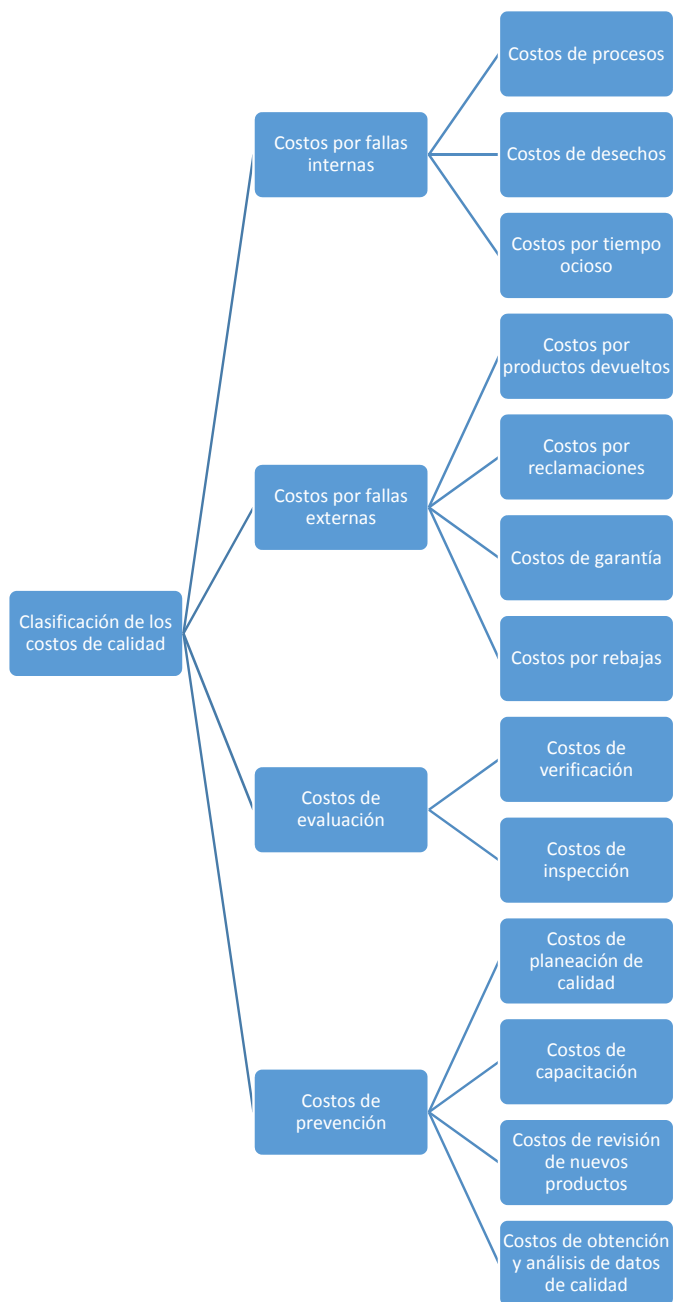 Clasificación de los
costos de calidad
Costos por fallas
internas
Costos de procesos
Costos de desechos
Costos por tiempo
ocioso
Costos por fallas
externas
Costos por
productos devueltos
Costos por
reclamaciones
Costos de garantía
Costos por rebajas
Costos de
evaluación
Costos de
verificación
Costos de
inspección
Costos de
prevención
Costos de
planeación de
calidad
Costos de
capacitación
Costos de revisión
de nuevos
productos
Costos de obtención
y análisis de datos
de calidad